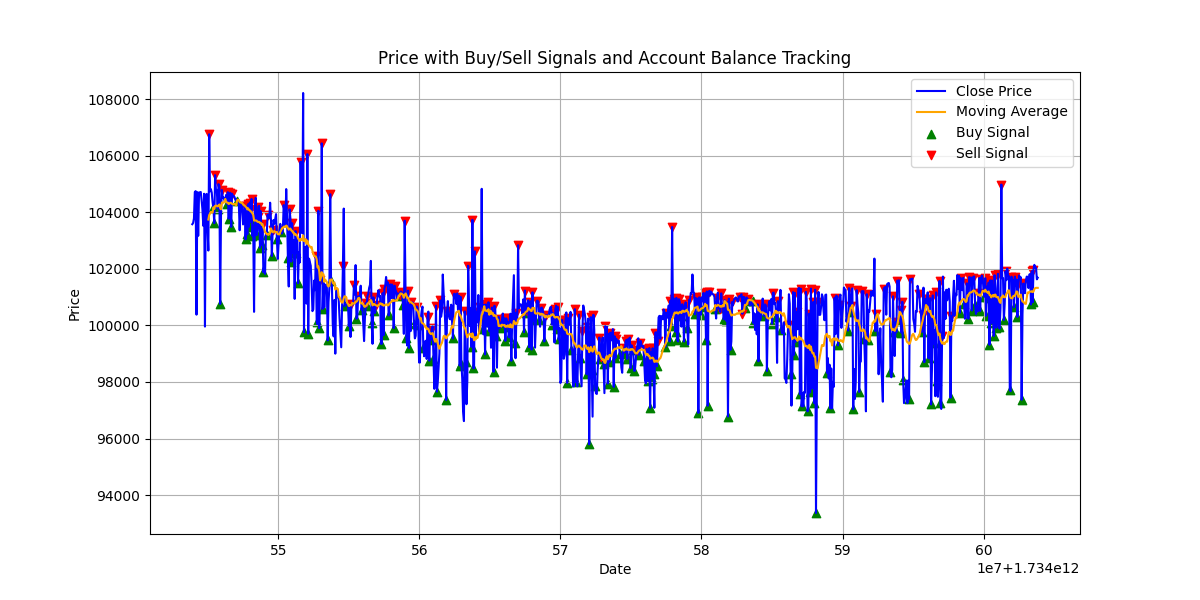 Price with Buy/Sell Signals and Account Balance Tracking
Close Price
Moving Average
Buy Signal
Sell Signal
108000
106000
104000
102000
100000
98000
96000
94000
Price
55
56
57
58
59
60
1e7+1.734e12
Date